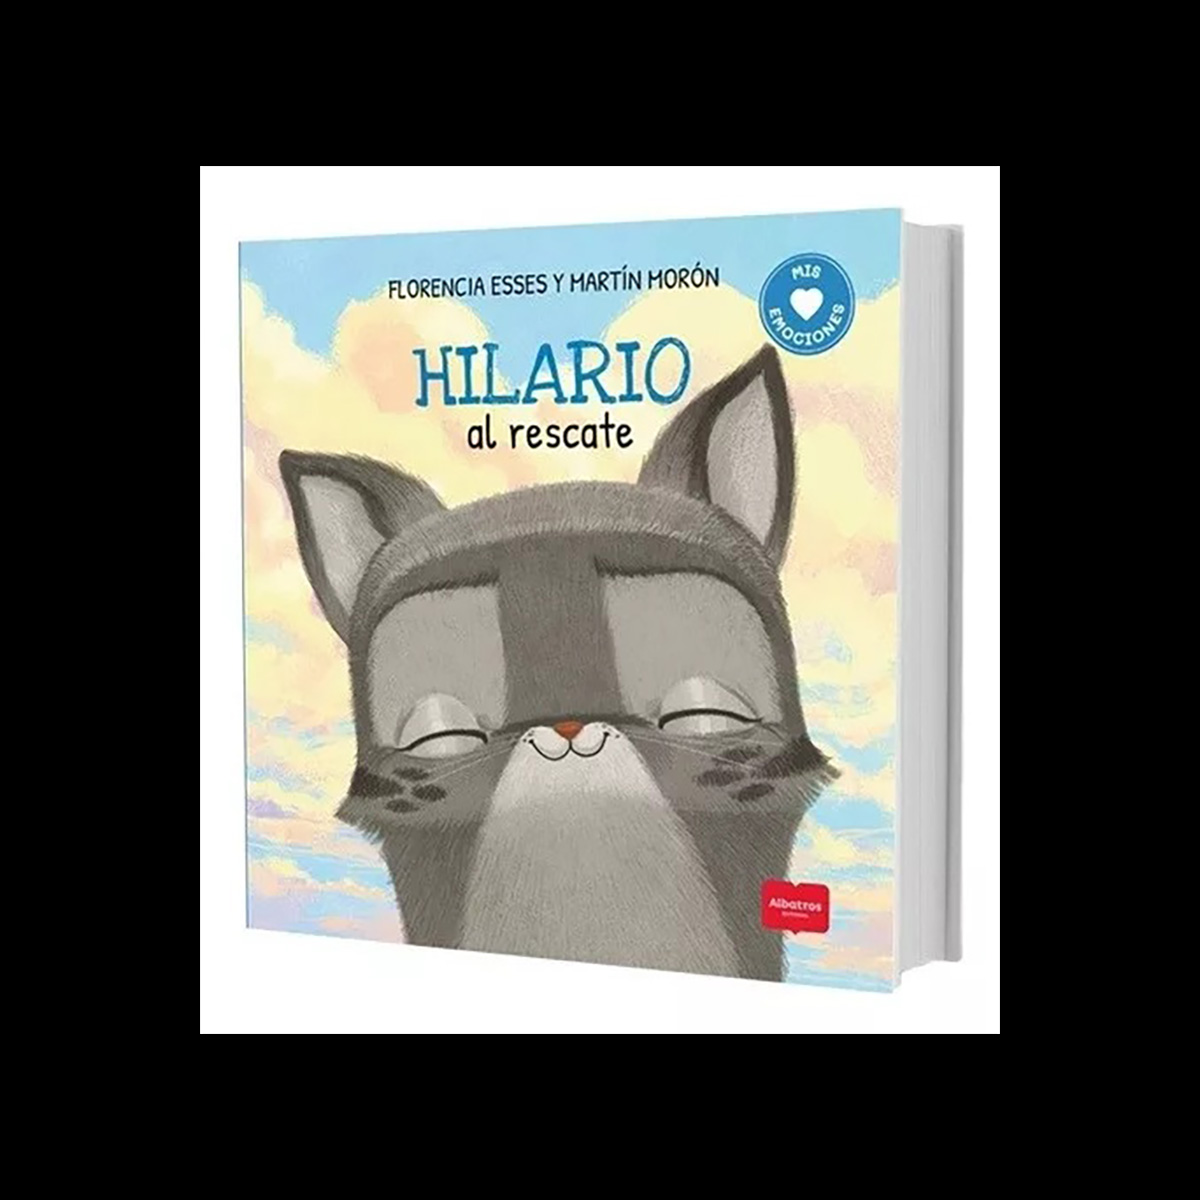 FLORENCIA ESSES Y MARTÍN MORÓN
MIS
EMOCIONES
HILARIO
al rescate
Albatros